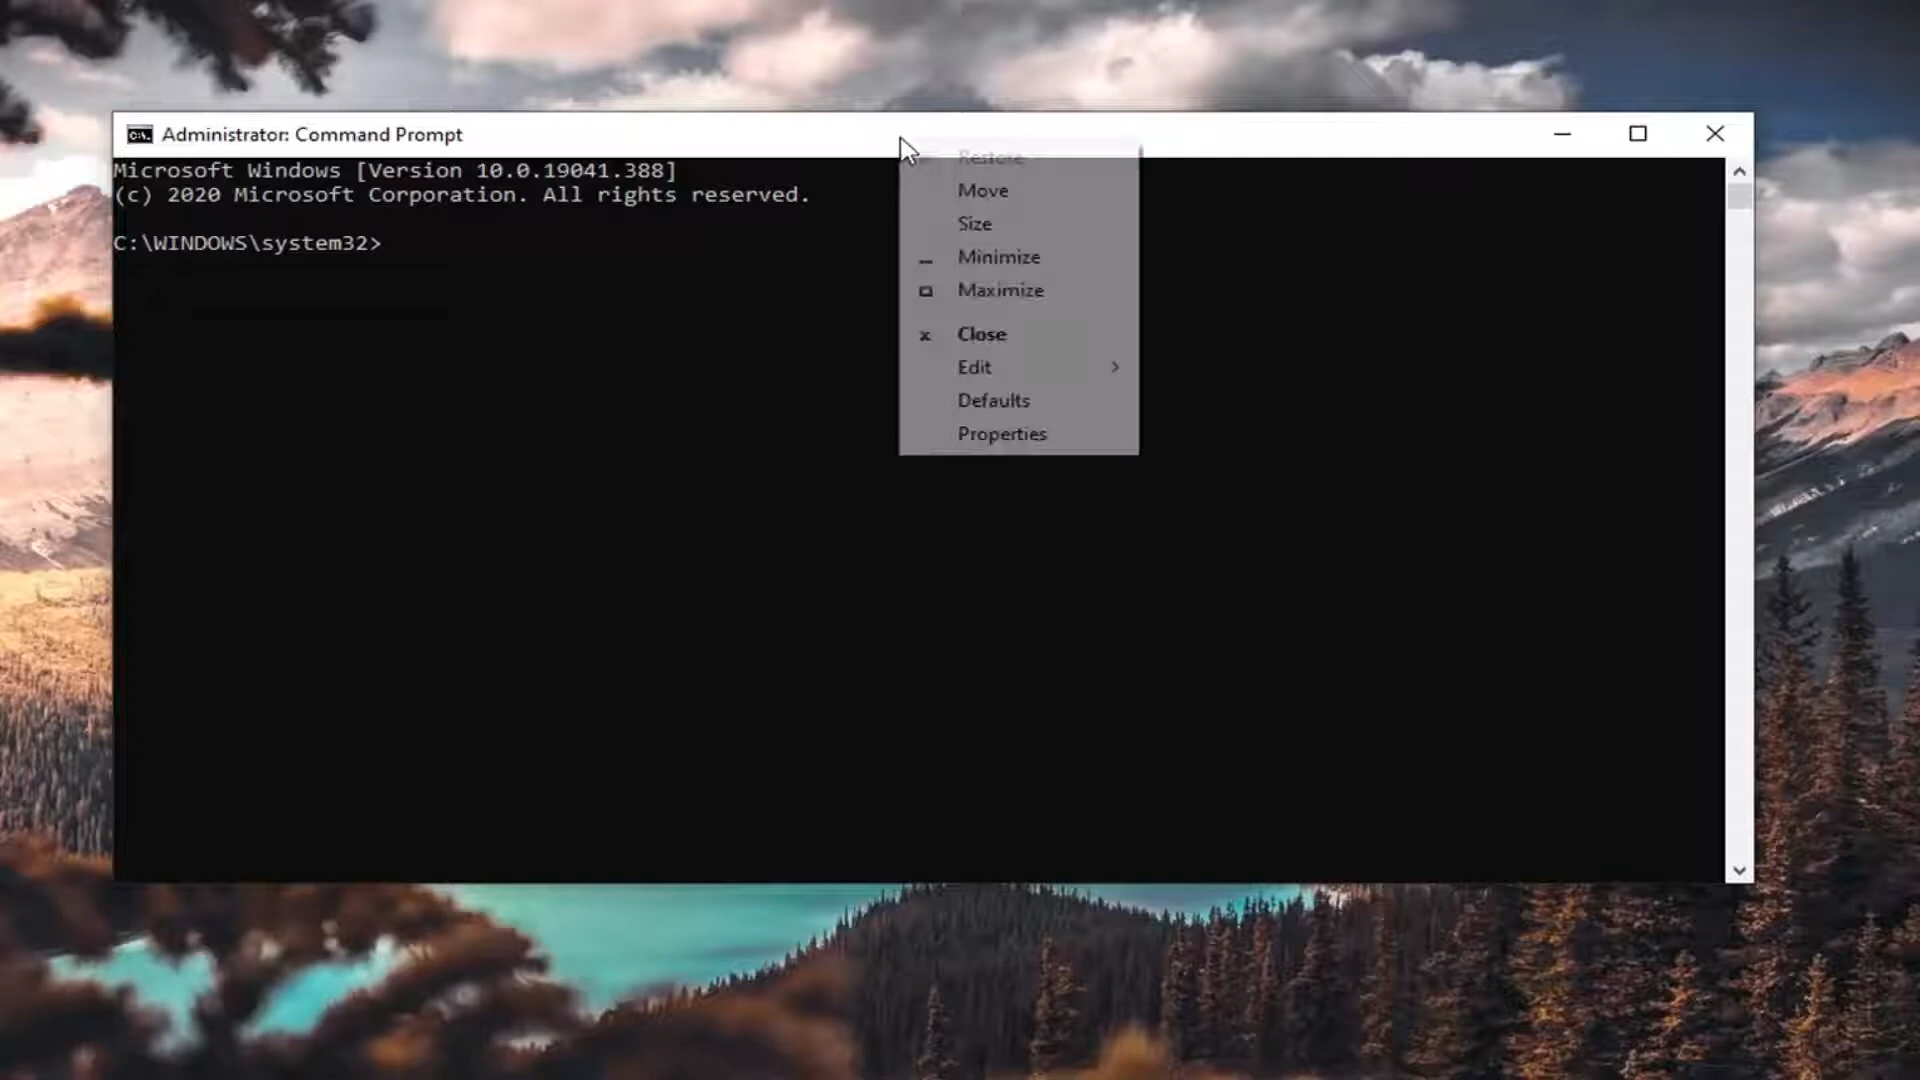 Administrator: Command Prompt
Microsoft Windows [Version 10.0.19041.388]
(c) 2020 Microsoft Corporation. All rights reserved.
C:\WINDOWS\system32>
Restore
Move
Size
Minimize
Maximize
Close
Edit
Defaults
Properties